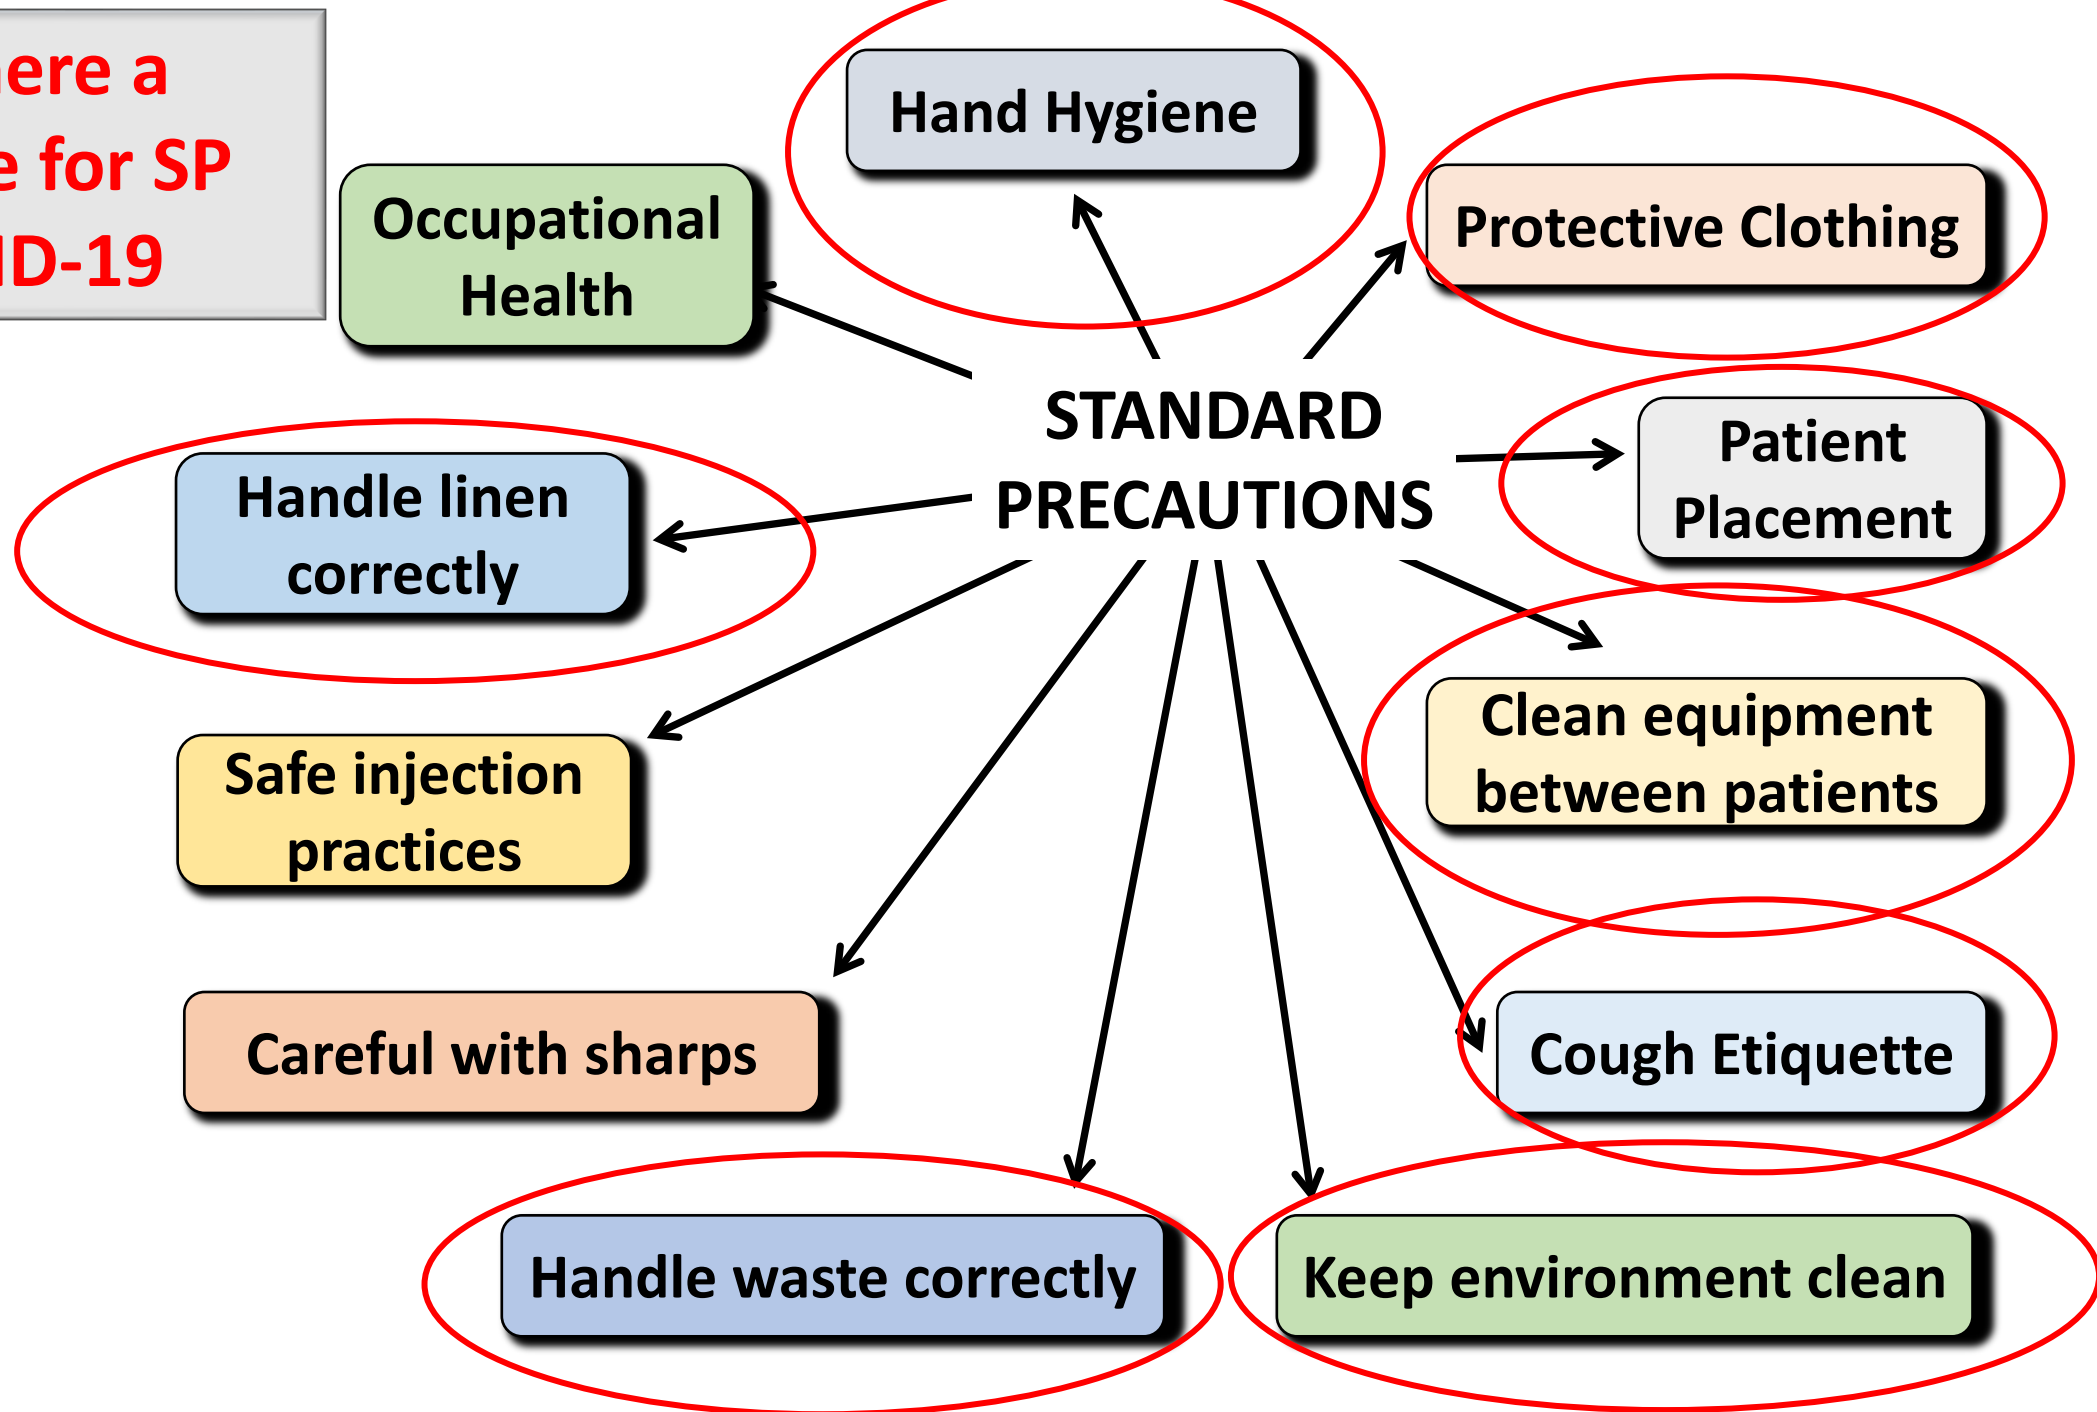 ere a
e for SP
ID-19
Hand Hygiene
Occupational
Health
Protective Clothing
STANDARD
PRECAUTIONS
Patient
Placement
Handle linen
correctly
Clean equipment
between patients
Safe injection
practices
Careful with sharps
Cough Etiquette
Handle waste correctly
Keep environment clean